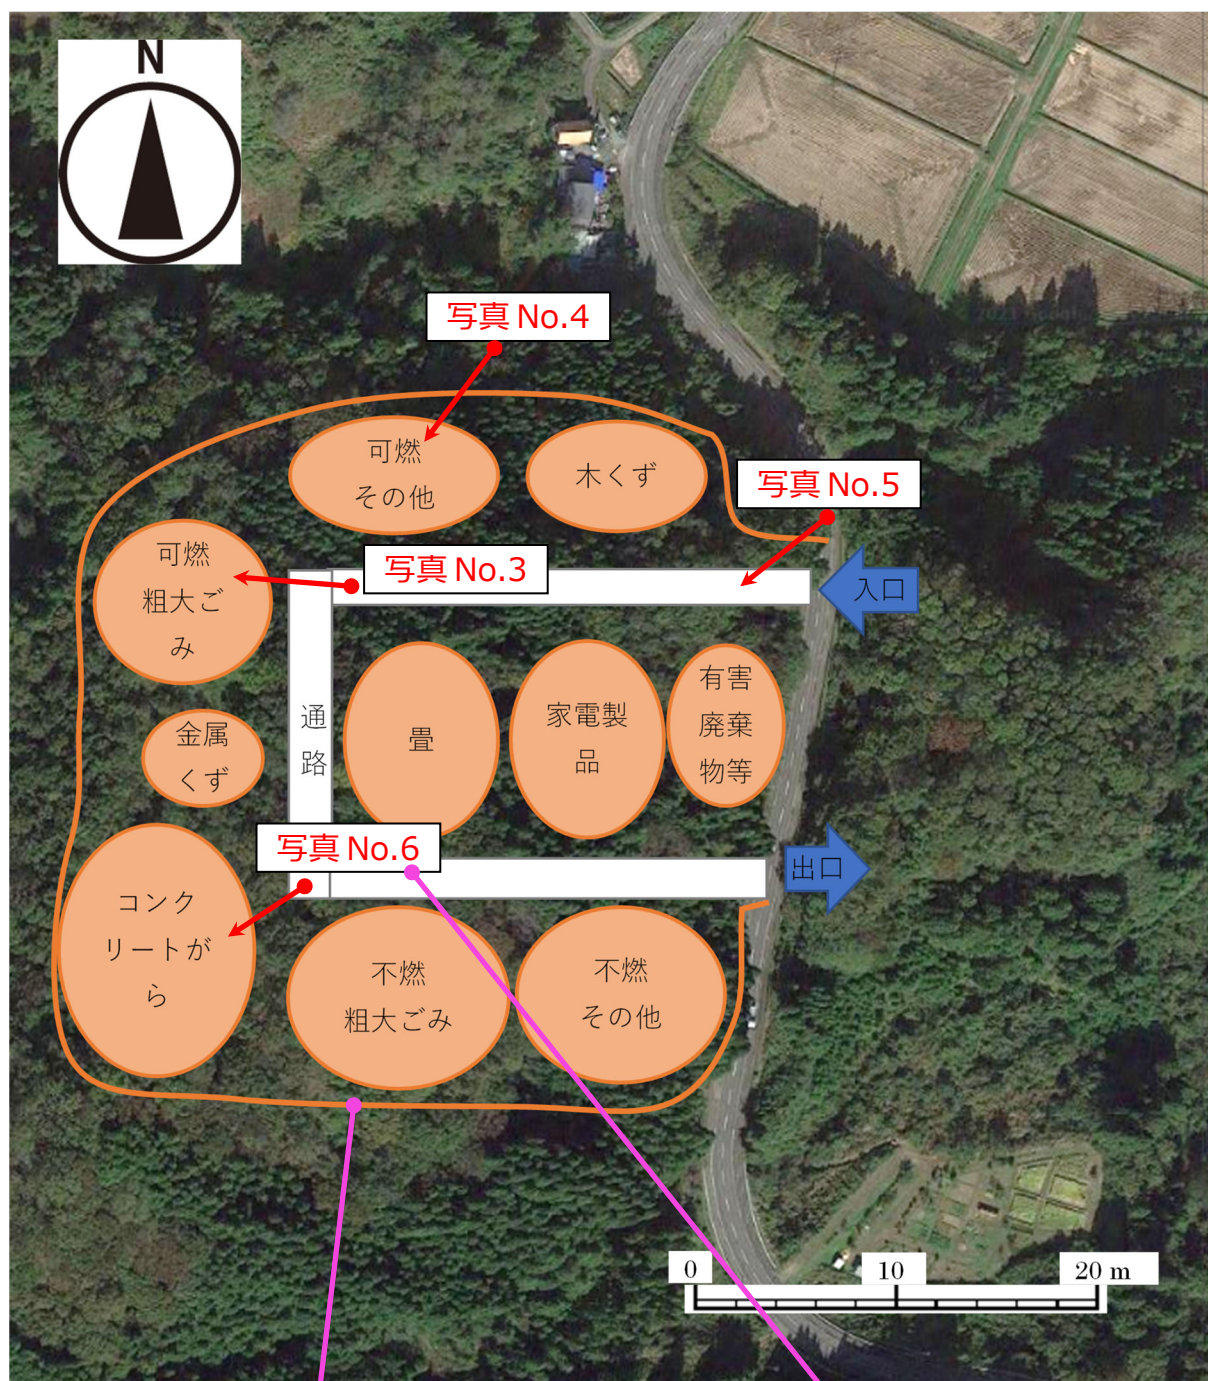 N
写真 No.4
可燃
その他
木くず
写真 No.5
可燃
粗大ご
み
写真 No.3
入口
通
路
金属
くず
畳
家電製
品
有害
廃棄
物等
写真 No.6
出口
コンク
リートが
ら
不燃
粗大ごみ
不燃
その他
0 10 20 m